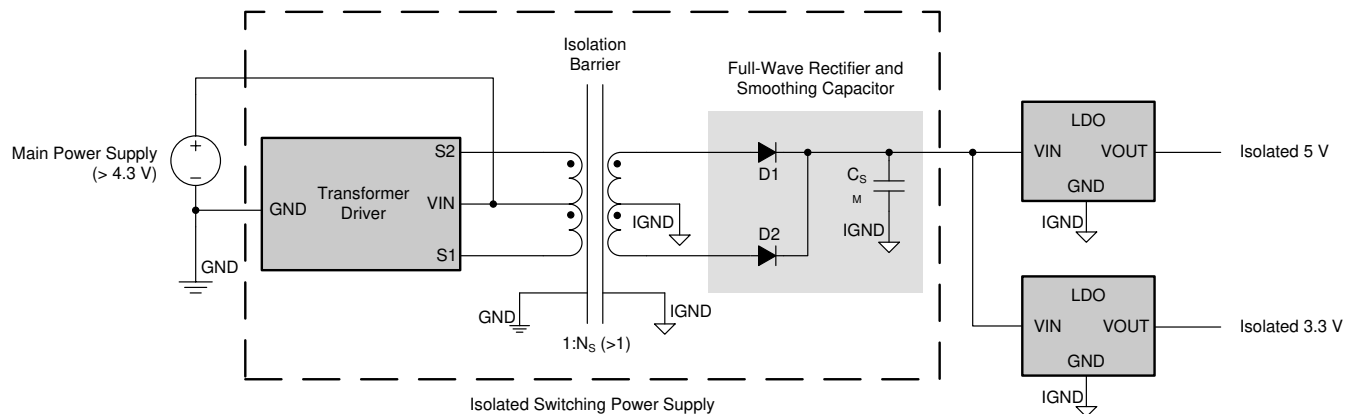 Isolation
Barrier
Full-Wave Rectifier and
Smoothing Capacitor
Main Power Supply
(> 4.3 V)
+
–
GND
GND
Transformer
Driver
S2
VIN
S1
IGND
GND
IGND
1:NS (>1)
D1
D2
CS
M
IGND
LDO
VIN
VOUT
GND
IGND
Isolated 5 V
LDO
VIN
VOUT
GND
IGND
Isolated 3.3 V
Isolated Switching Power Supply